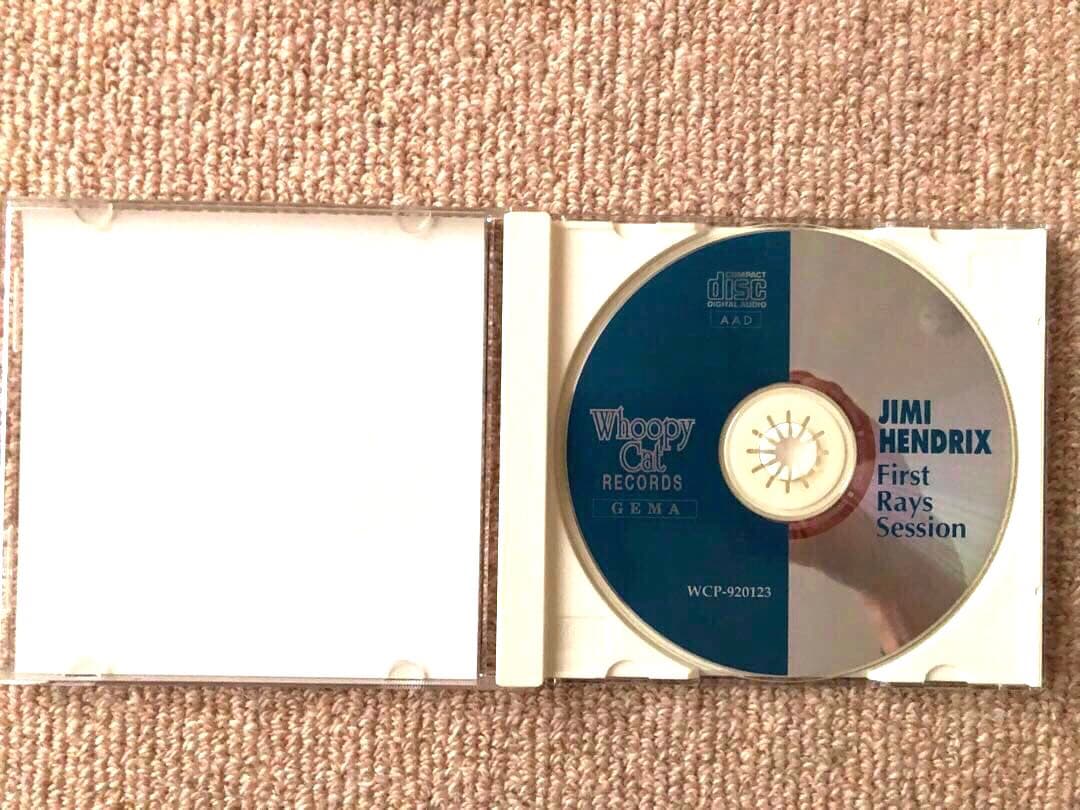 COMPACT
disc
DIGITAL AUDIO
AAD
Whoopy
Cat
RECORDS
GEMA
WCP-920123
JIMI
HENDRIX
First
Rays
Session